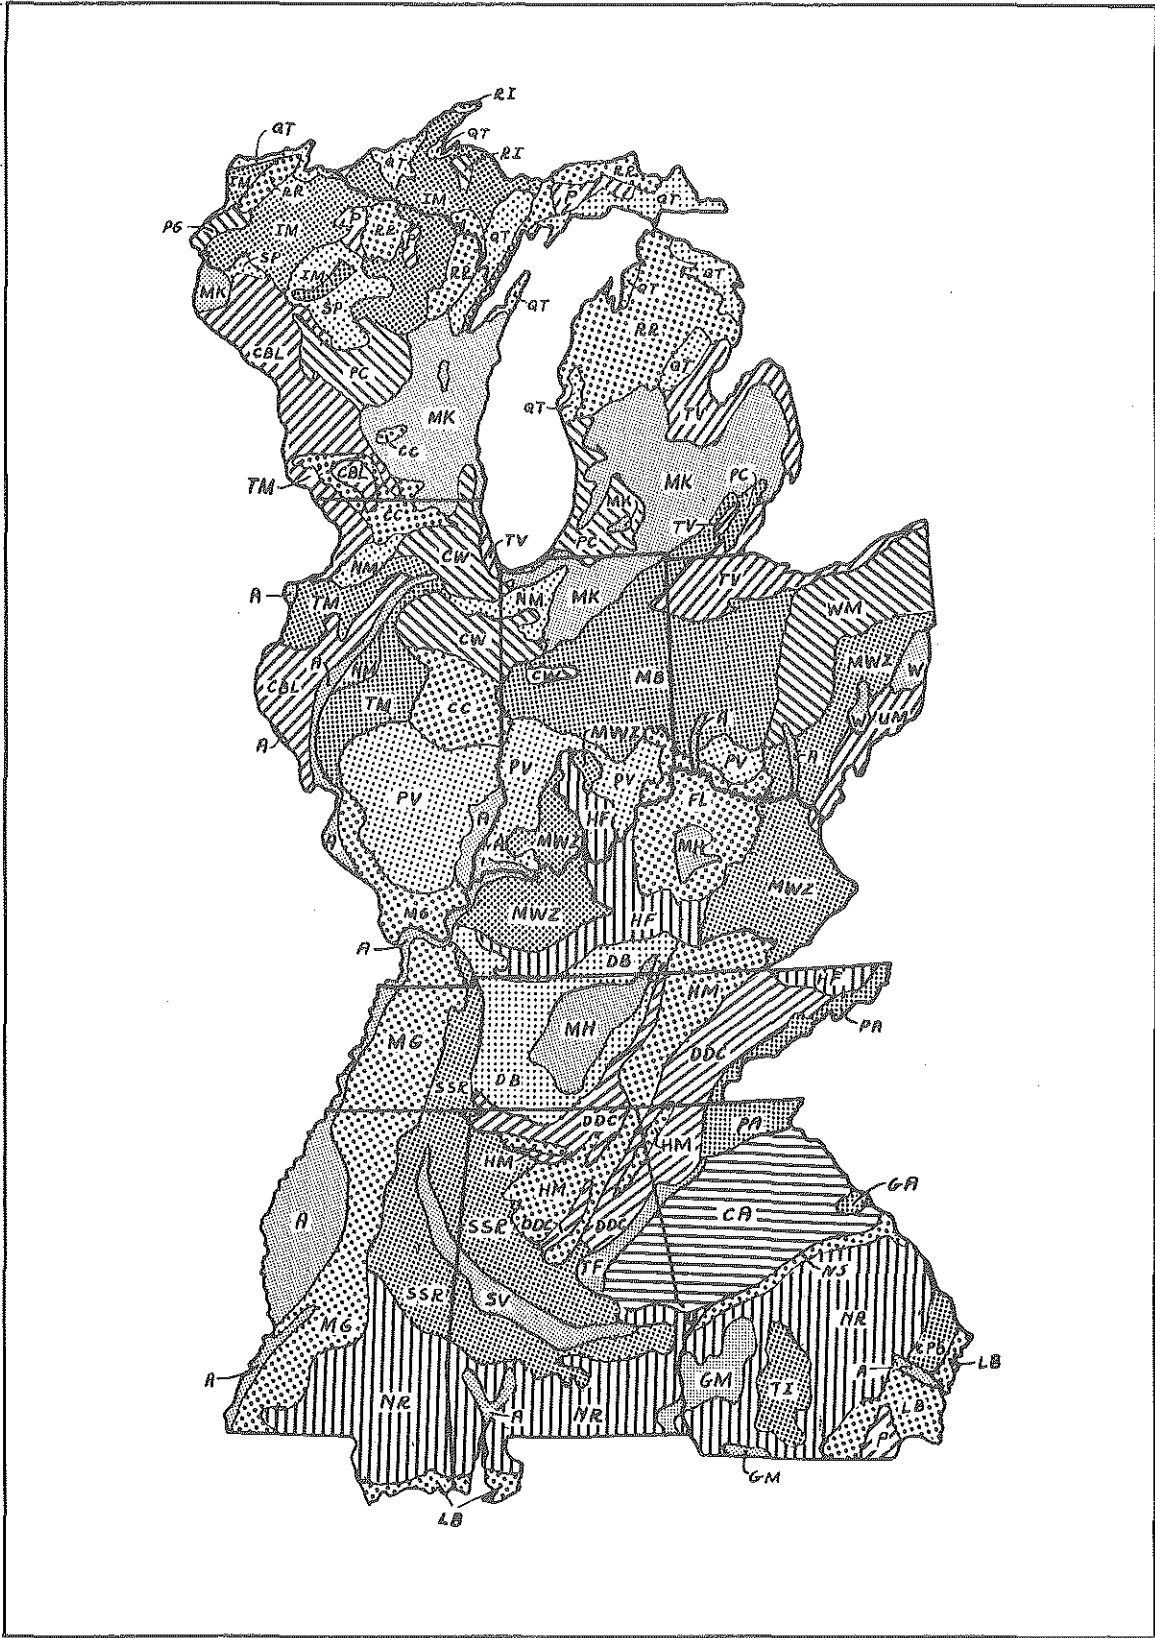 RI
QT
QT
QT
RI
IM
RR
IM
RR
P
QT
PG
IM
P
RR
P
QT
SP
RR
QT
QT
MK
IM
SP
QT
RR
CBL
PC
QT
MK
QT
TV
CC
CBL
TM
MK
PC
MK
CC
TV
CW
TV
PC
NM
TV
A
TM
NM
MK
WM
CW
A
NM
CW
MB
MWZ
W
CBL
TM
CC
W
UM
A
MWZ
GA
A
PV
PV
PV
PV
FL
A
HF
A
A
MWZ
MH
MWZ
MG
MWZ
HF
A
DB
HM
HF
PA
MG
MH
DDC
SSR
DB
DDC
HM
PA
HM
HM
GA
A
SSR
DDC
DDC
CA
TF
NS
SSR
SV
MG
NR
RPB
LB
A
A
GM
TI
NR
A
NR
LB
P
GM
LB